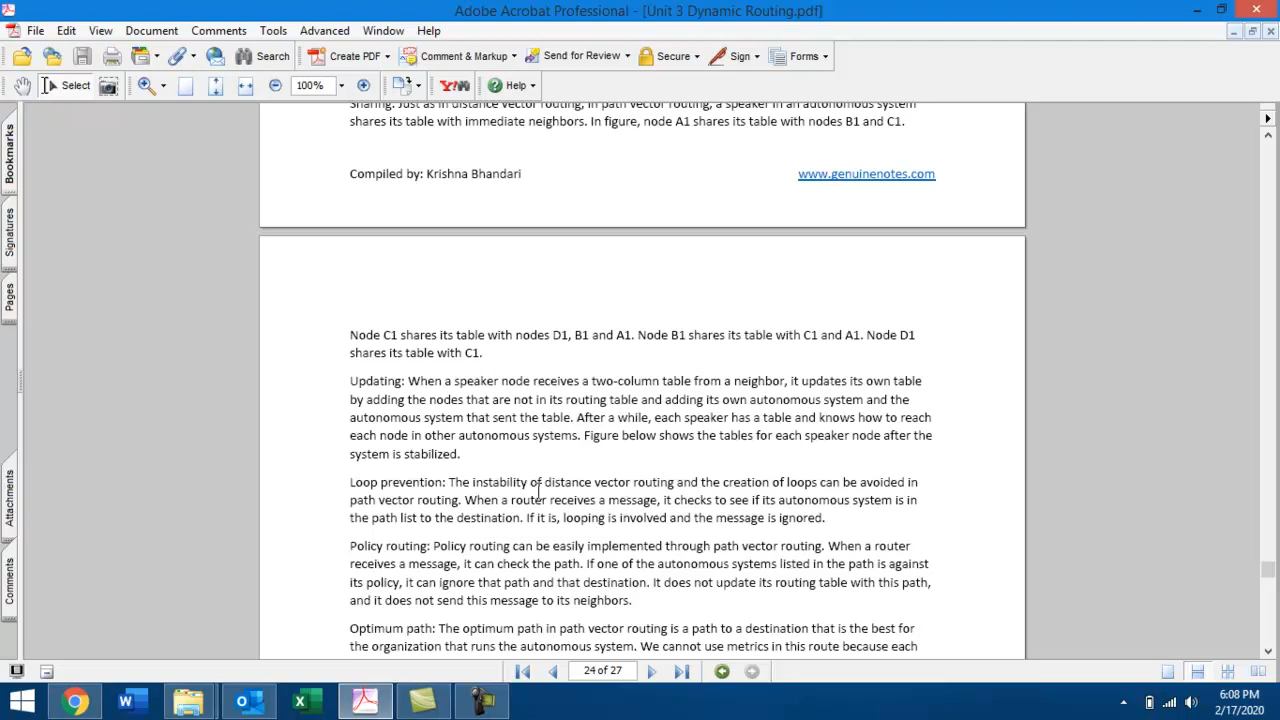 Adobe Acrobat Professional - [Unit 3 Dynamic Routing.pdf]
File Edit View Document Comments Tools Advanced Window Help
Search Create PDF Comment & Markup Send for Review Secure Sign Forms
Select 100% Y! Help
Bookmarks
Signatures
Pages
Attachments
Comments
Sharing: Just as in distance vector routing, in path vector routing, a speaker in an autonomous system
shares its table with immediate neighbors. In figure, node A1 shares its table with nodes B1 and C1.
Compiled by: Krishna Bhandari www.genuinenotes.com
Node C1 shares its table with nodes D1, B1 and A1. Node B1 shares its table with C1 and A1. Node D1
shares its table with C1.
Updating: When a speaker node receives a two-column table from a neighbor, it updates its own table
by adding the nodes that are not in its routing table and adding its own autonomous system and the
autonomous system that sent the table. After a while, each speaker has a table and knows how to reach
each node in other autonomous systems. Figure below shows the tables for each speaker node after the
system is stabilized.
Loop prevention: The instability of distance vector routing and the creation of loops can be avoided in
path vector routing. When a router receives a message, it checks to see if its autonomous system is in
the path list to the destination. If it is, looping is involved and the message is ignored.
Policy routing: Policy routing can be easily implemented through path vector routing. When a router
receives a message, it can check the path. If one of the autonomous systems listed in the path is against
its policy, it can ignore that path and that destination. It does not update its routing table with this path,
and it does not send this message to its neighbors.
Optimum path: The optimum path in path vector routing is a path to a destination that is the best for
the organization that runs the autonomous system. We cannot use metrics in this route because each
24 of 27
6:08 PM
2/17/2020